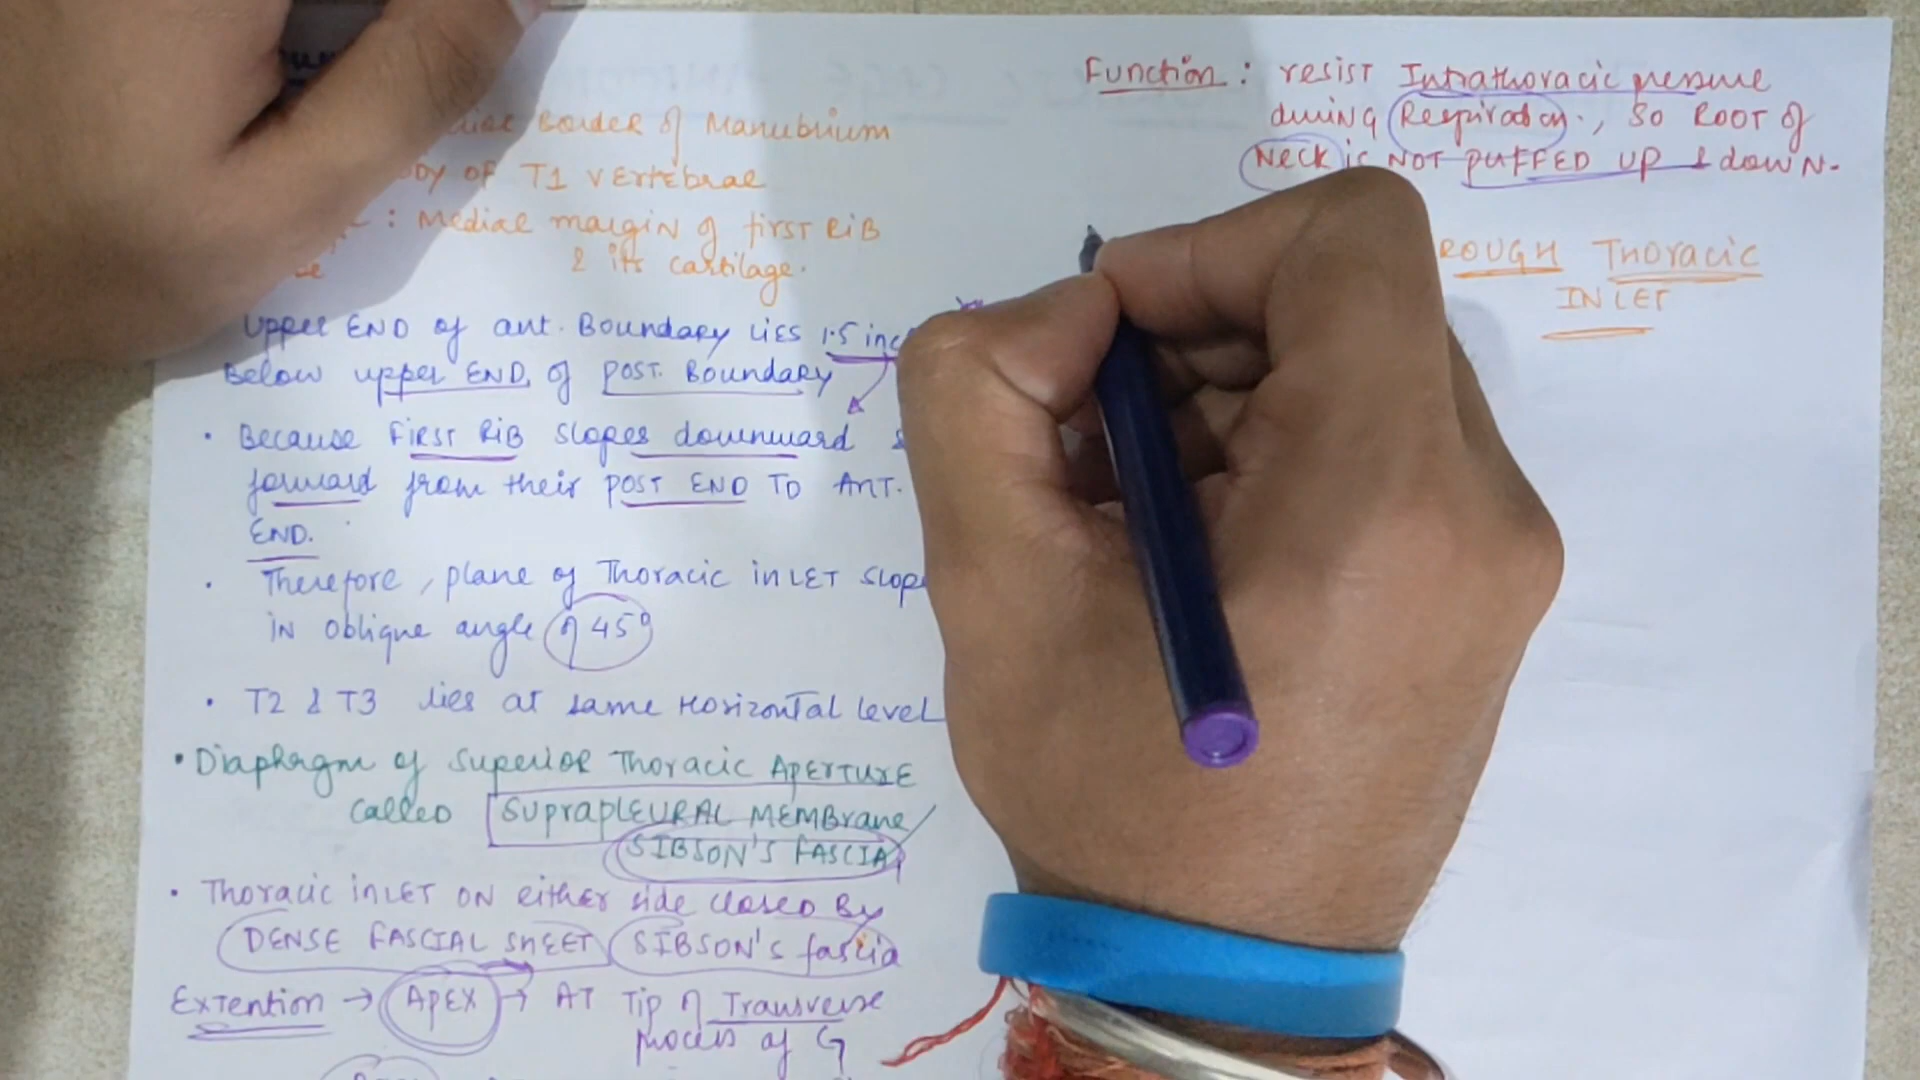 Border of Manubrium
OF T1 vertebrae
: Medial margin of first RiB
& its cartilage.
Upper END of ant. Boundary Lies 1.5 inc
Below upper END of POST. Boundary
• Because FIRST RiB slopes downward
forward from their POST END TO ANT.
END.
• Therefore, plane of Thoracic inLET slop
IN oblique angle of 45°
• T2 & T3 lies at same Horizontal level
• Diaphragm of Superior Thoracic APERTURE
called SuprapLEURAL MEMBrane/
SIBSON'S FASCIA
• Thoracic inLET ON either side closed By
DENSE FASCIAL SHEET SIBSON's fascia
Extention → APEX → AT Tip of Transverse
process of C7
Function : resist Intrathoracic pressure
during Respiration., So ROOT of
Neck is NOT PUFFED UP & down.
ROUGH Thoracic
INLET